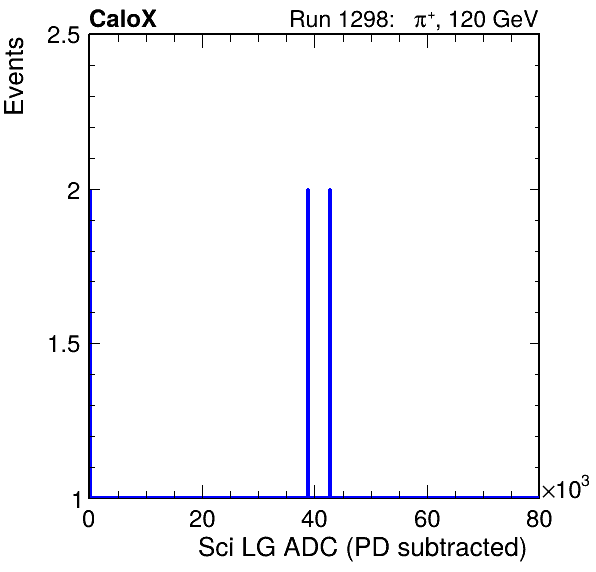 CaloX Run 1298: π⁺, 120 GeV
Events
2.5
2
1.5
1
0 20 40 60 80
×10³
Sci LG ADC (PD subtracted)